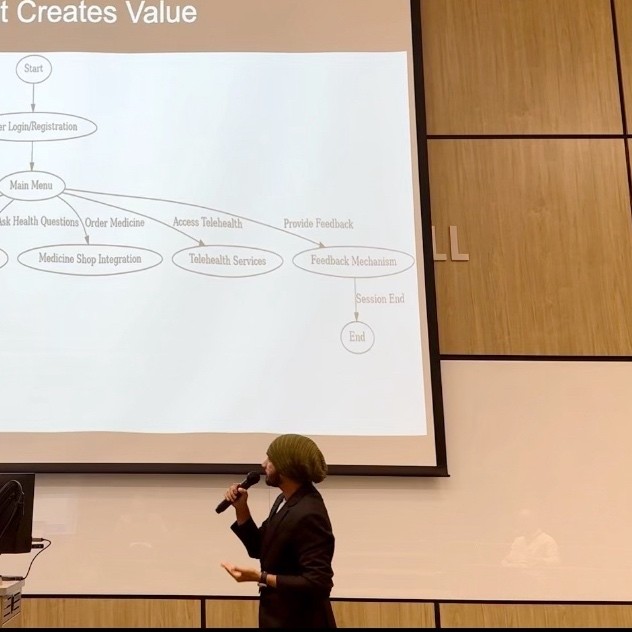 t Creates Value
Start
er Login/Registration
Main Menu
Ask Health Questions
Order Medicine
Access Telehealth
Provide Feedback
Medicine Shop Integration
Telehealth Services
Feedback Mechanism
Session End
End
LL